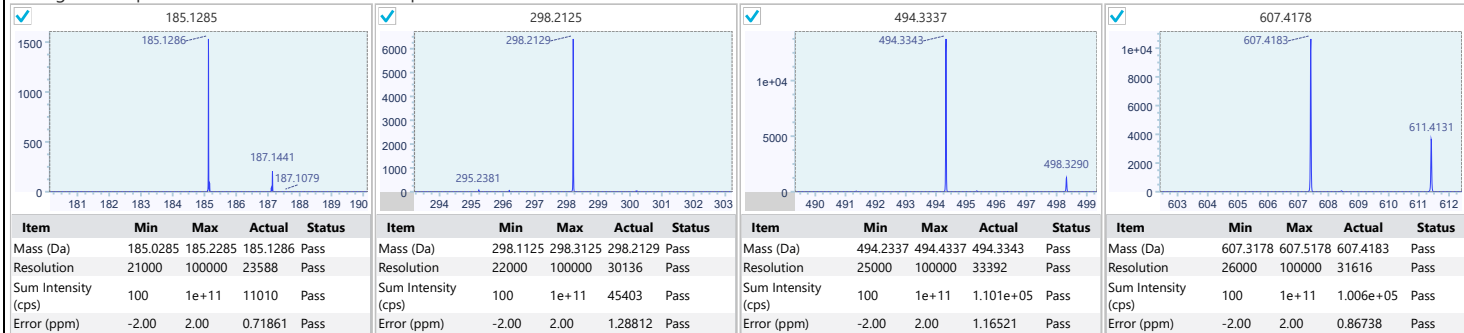 185.1285
1500
1000
500
0
185.1286
187.1441
187.1079
181 182 183 184 185 186 187 188 189 190
Item Min Max Actual Status
Mass (Da) 185.0285 185.2285 185.1286 Pass
Resolution 21000 100000 23588 Pass
Sum Intensity
(cps) 100 1e+11 11010 Pass
Error (ppm) -2.00 2.00 0.71861 Pass
298.2125
6000
5000
4000
3000
2000
1000
0
298.2129
295.2381
294 295 296 297 298 299 300 301 302 303
Item Min Max Actual Status
Mass (Da) 298.1125 298.3125 298.2129 Pass
Resolution 22000 100000 30136 Pass
Sum Intensity
(cps) 100 1e+11 45403 Pass
Error (ppm) -2.00 2.00 1.28812 Pass
494.3337
1e+04
5000
0
494.3343
498.3290
490 491 492 493 494 495 496 497 498 499
Item Min Max Actual Status
Mass (Da) 494.2337 494.4337 494.3343 Pass
Resolution 25000 100000 33392 Pass
Sum Intensity
(cps) 100 1e+11 1.101e+05 Pass
Error (ppm) -2.00 2.00 1.16521 Pass
607.4178
1e+04
8000
6000
4000
2000
0
607.4183
611.4131
603 604 605 606 607 608 609 610 611 612
Item Min Max Actual Status
Mass (Da) 607.3178 607.5178 607.4183 Pass
Resolution 26000 100000 31616 Pass
Sum Intensity
(cps) 100 1e+11 1.006e+05 Pass
Error (ppm) -2.00 2.00 0.86738 Pass